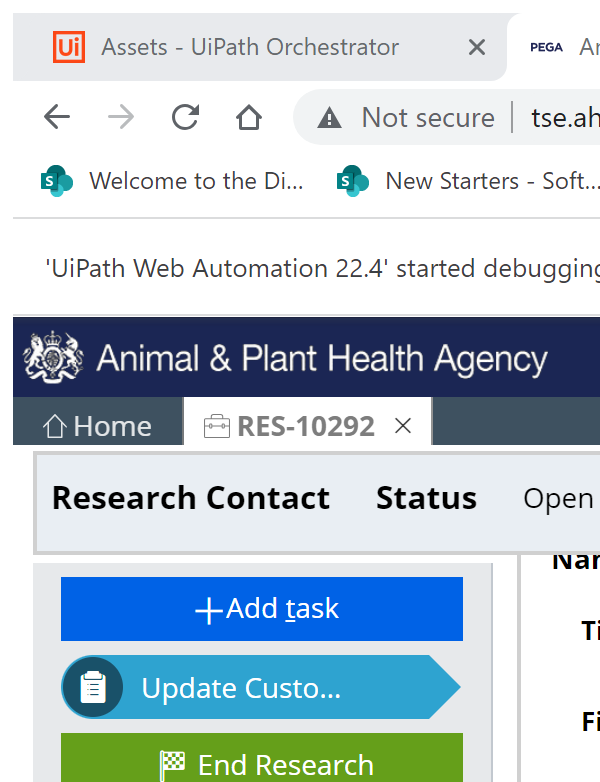 Ui Assets - UiPath Orchestrator PEGA
Not secure tse.ah
S Welcome to the Di... S New Starters - Soft...
'UiPath Web Automation 22.4' started debugging
Animal & Plant Health Agency
Home RES-10292
Research Contact Status Open
Nar
Ti
Add task
Update Custo...
Fi
End Research